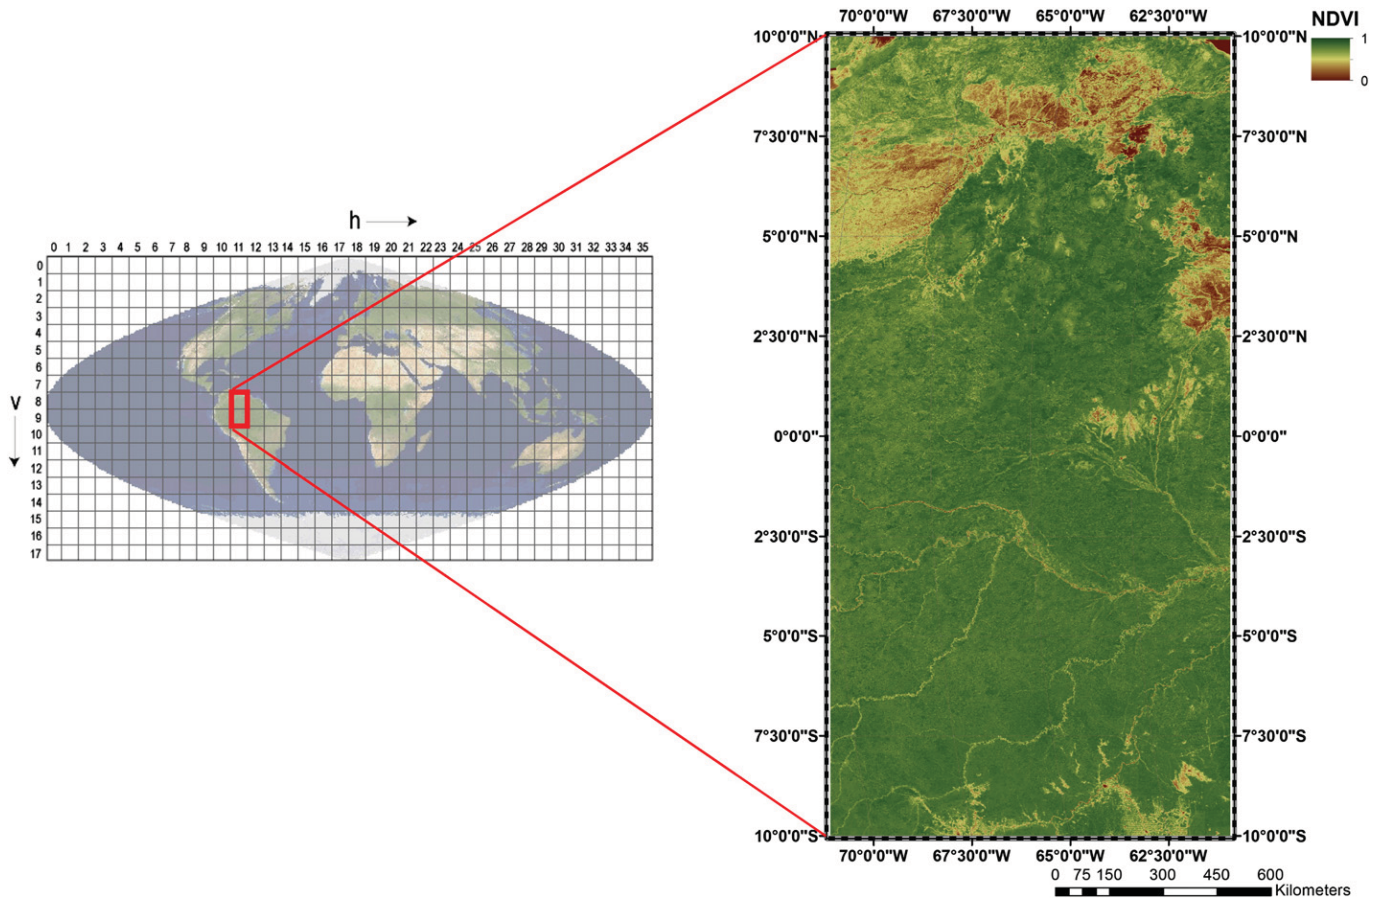 h
0 1 2 3 4 5 6 7 8 9 10 11 12 13 14 15 16 17 18 19 20 21 22 23 24 25 26 27 28 29 30 31 32 33 34 35
v
0
1
2
3
4
5
6
7
8
9
10
11
12
13
14
15
16
17
70°0'0"W 67°30'0"W 65°0'0"W 62°30'0"W
10°0'0"N 10°0'0"N
7°30'0"N 7°30'0"N
5°0'0"N 5°0'0"N
2°30'0"N 2°30'0"N
0°0'0" 0°0'0"
2°30'0"S 2°30'0"S
5°0'0"S 5°0'0"S
7°30'0"S 7°30'0"S
10°0'0"S 10°0'0"S
70°0'0"W 67°30'0"W 65°0'0"W 62°30'0"W
NDVI
1
0
0 75 150 300 450 600
Kilometers